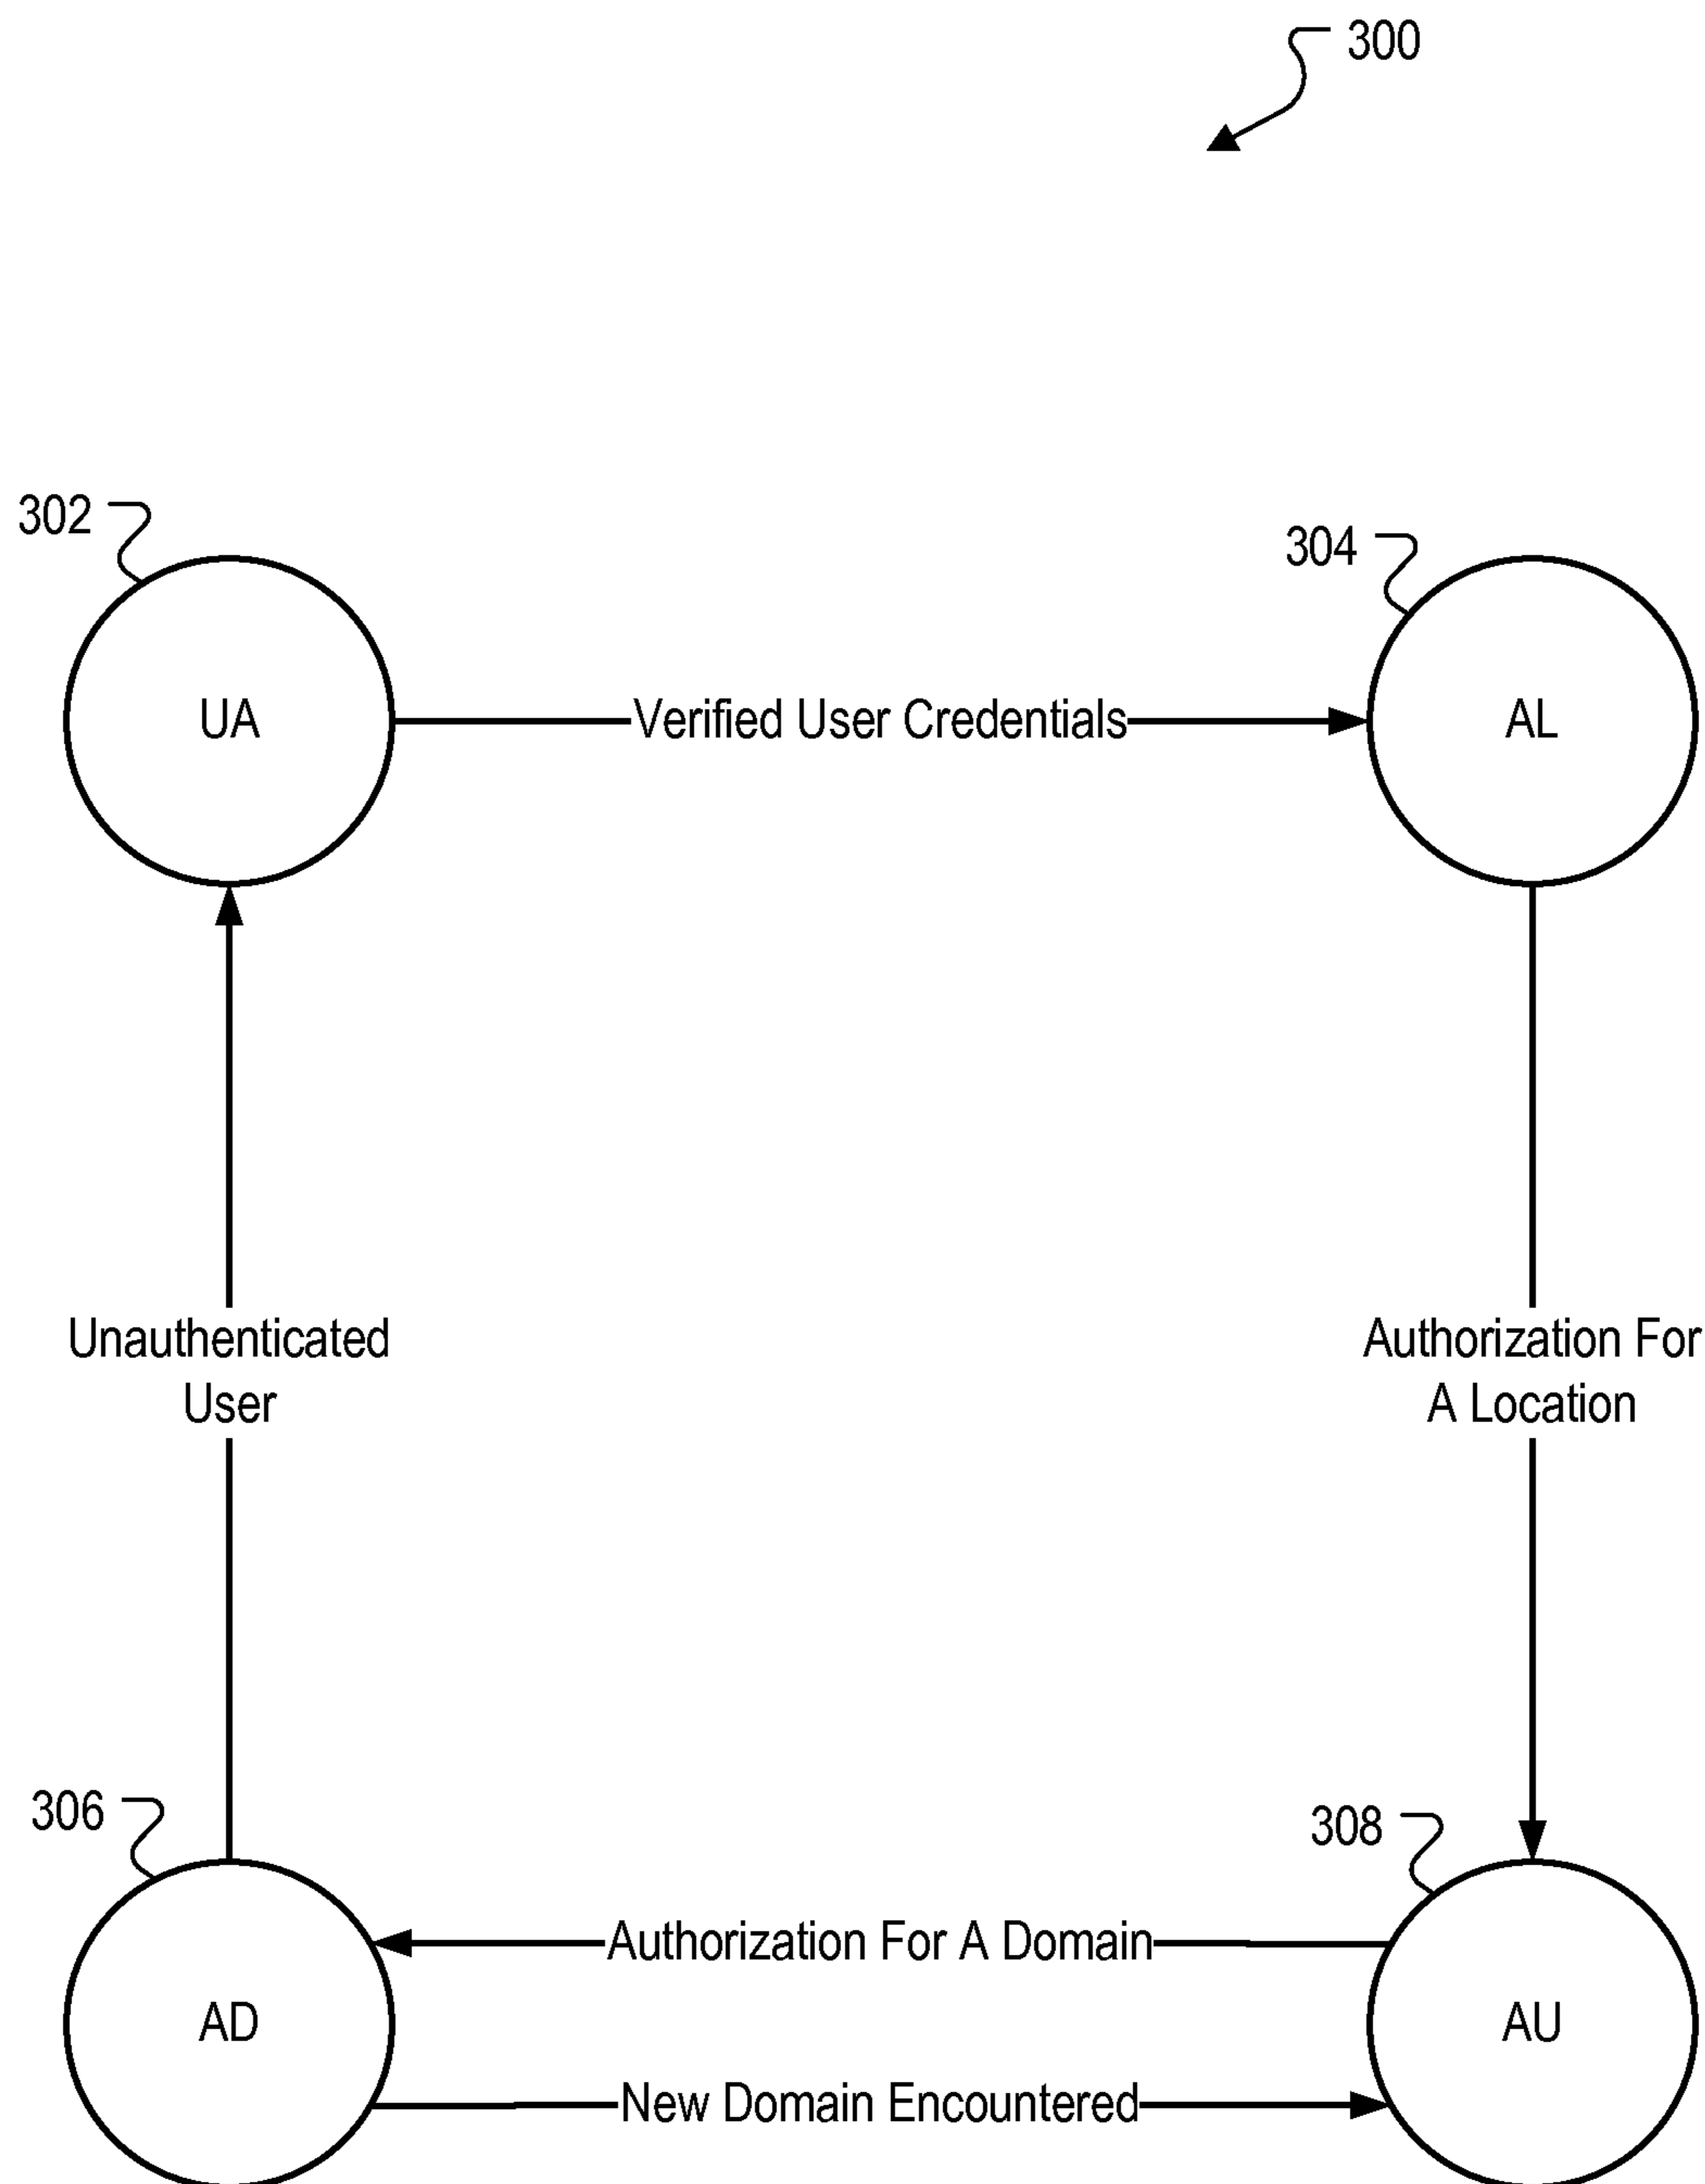 300
302
304
UA
Verified User Credentials
AL
Unauthenticated
User
Authorization For
A Location
306
308
Authorization For A Domain
AD
AU
New Domain Encountered